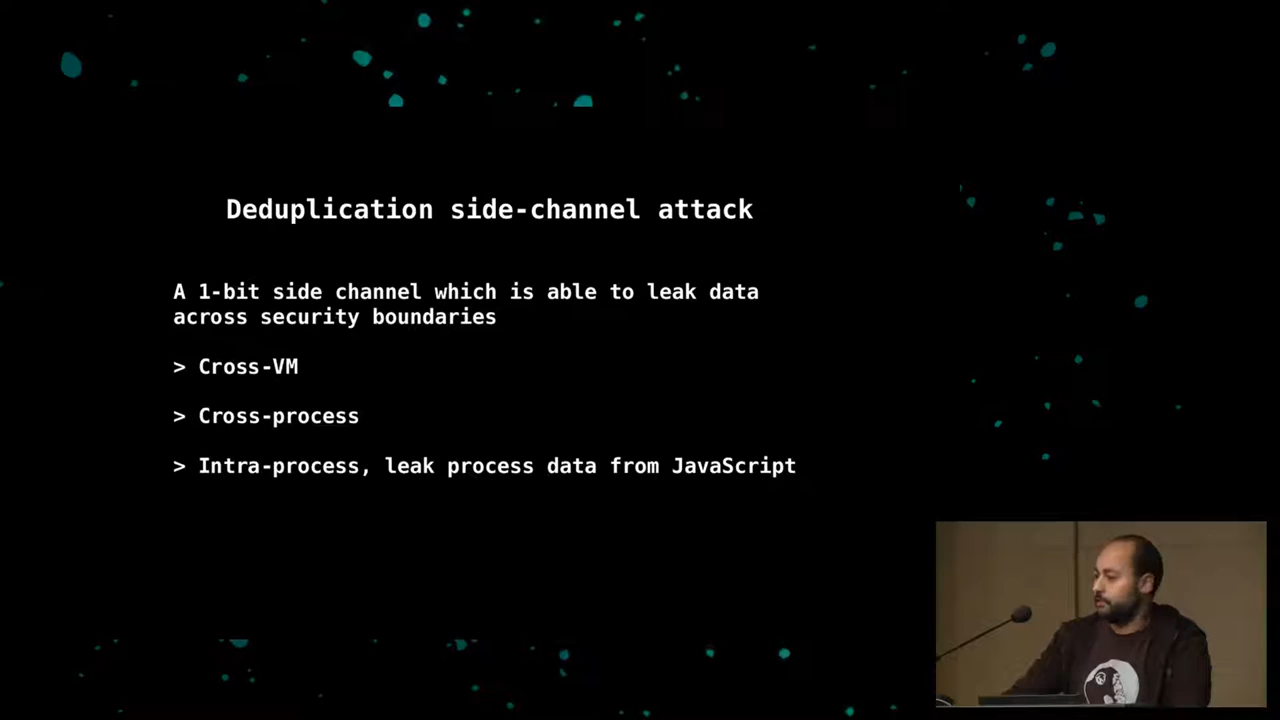 Deduplication side-channel attack
A 1-bit side channel which is able to leak data
across security boundaries
> Cross-VM
> Cross-process
> Intra-process, leak process data from JavaScript